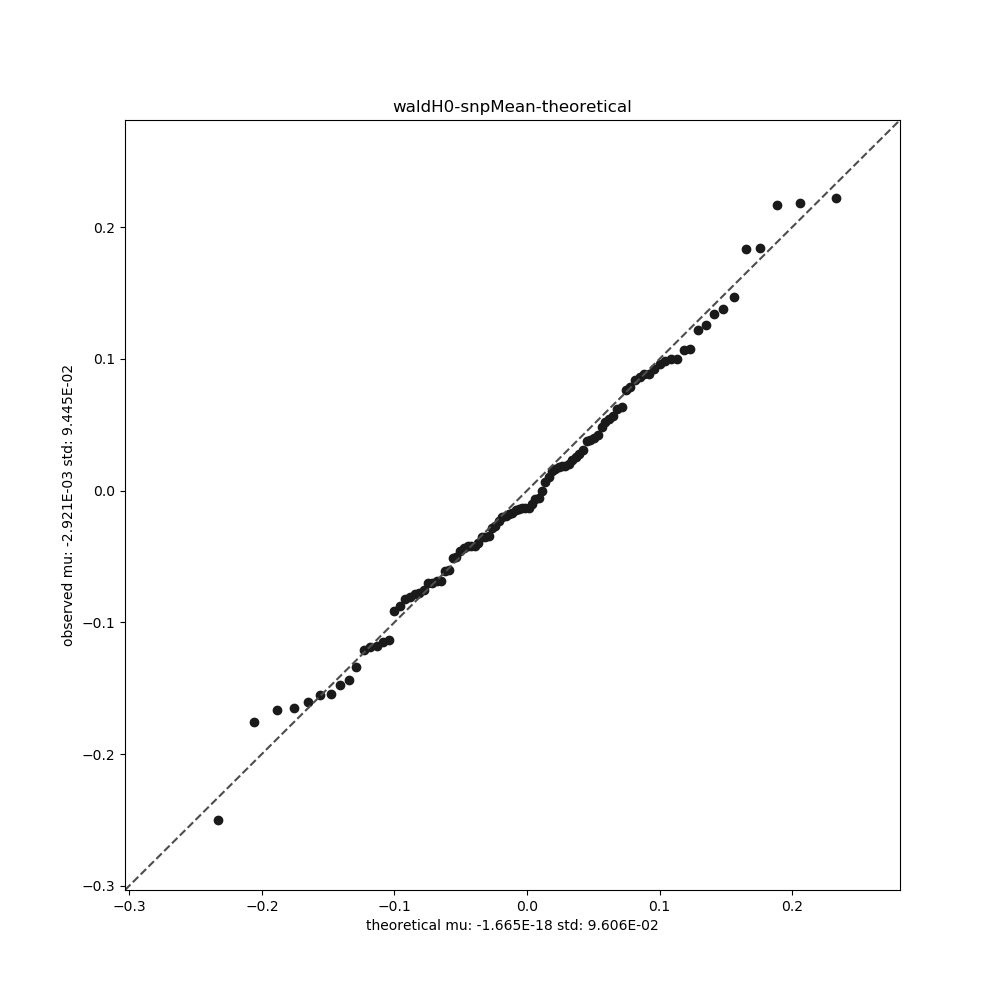 waldH0-snpMean-theoretical
observed mu: -2.921E-03 std: 9.445E-02
0.2
0.1
0.0
−0.1
−0.2
−0.3
−0.3 −0.2 −0.1 0.0 0.1 0.2
theoretical mu: -1.665E-18 std: 9.606E-02